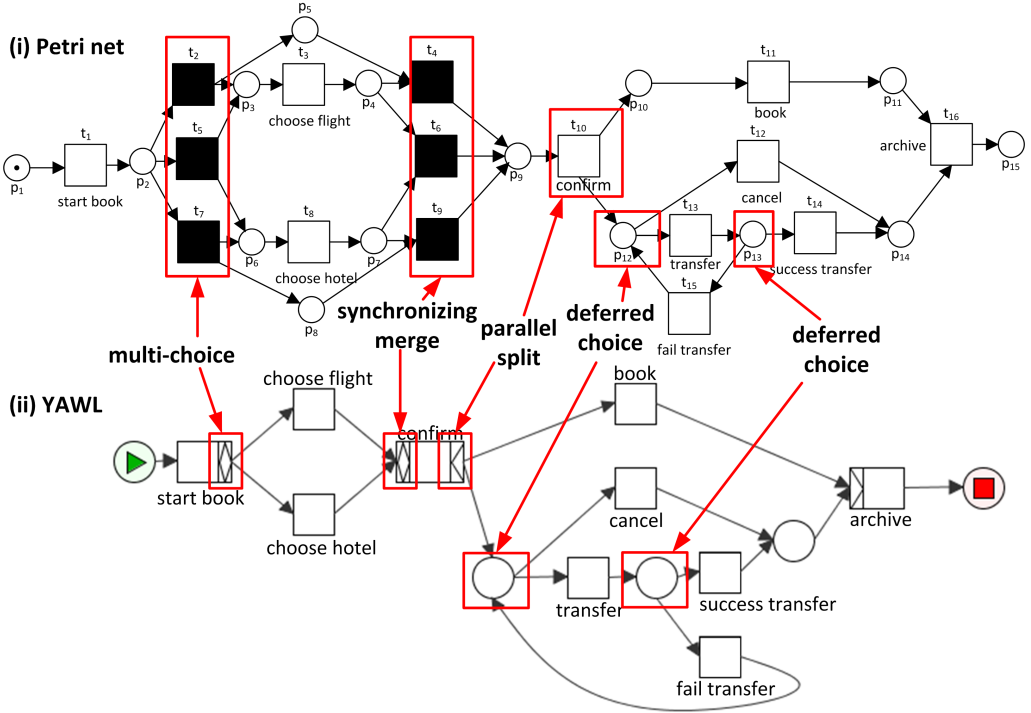 (i) Petri net
p5
t2
t3
t4
t11
p3
p4
choose flight
p10
book
p11
t1
t5
t6
t10
t12
t16
p1
start book
p2
p9
confirm
cancel
archive
p15
t7
t8
t9
t13
t14
p6
p7
p12
transfer
p13
success transfer
p14
choose hotel
t15
p8
fail transfer
multi-choice
synchronizing
merge
parallel
split
deferred
choice
deferred
choice
(ii) YAWL
choose flight
confirm
book
start book
choose hotel
cancel
archive
transfer
success transfer
fail transfer